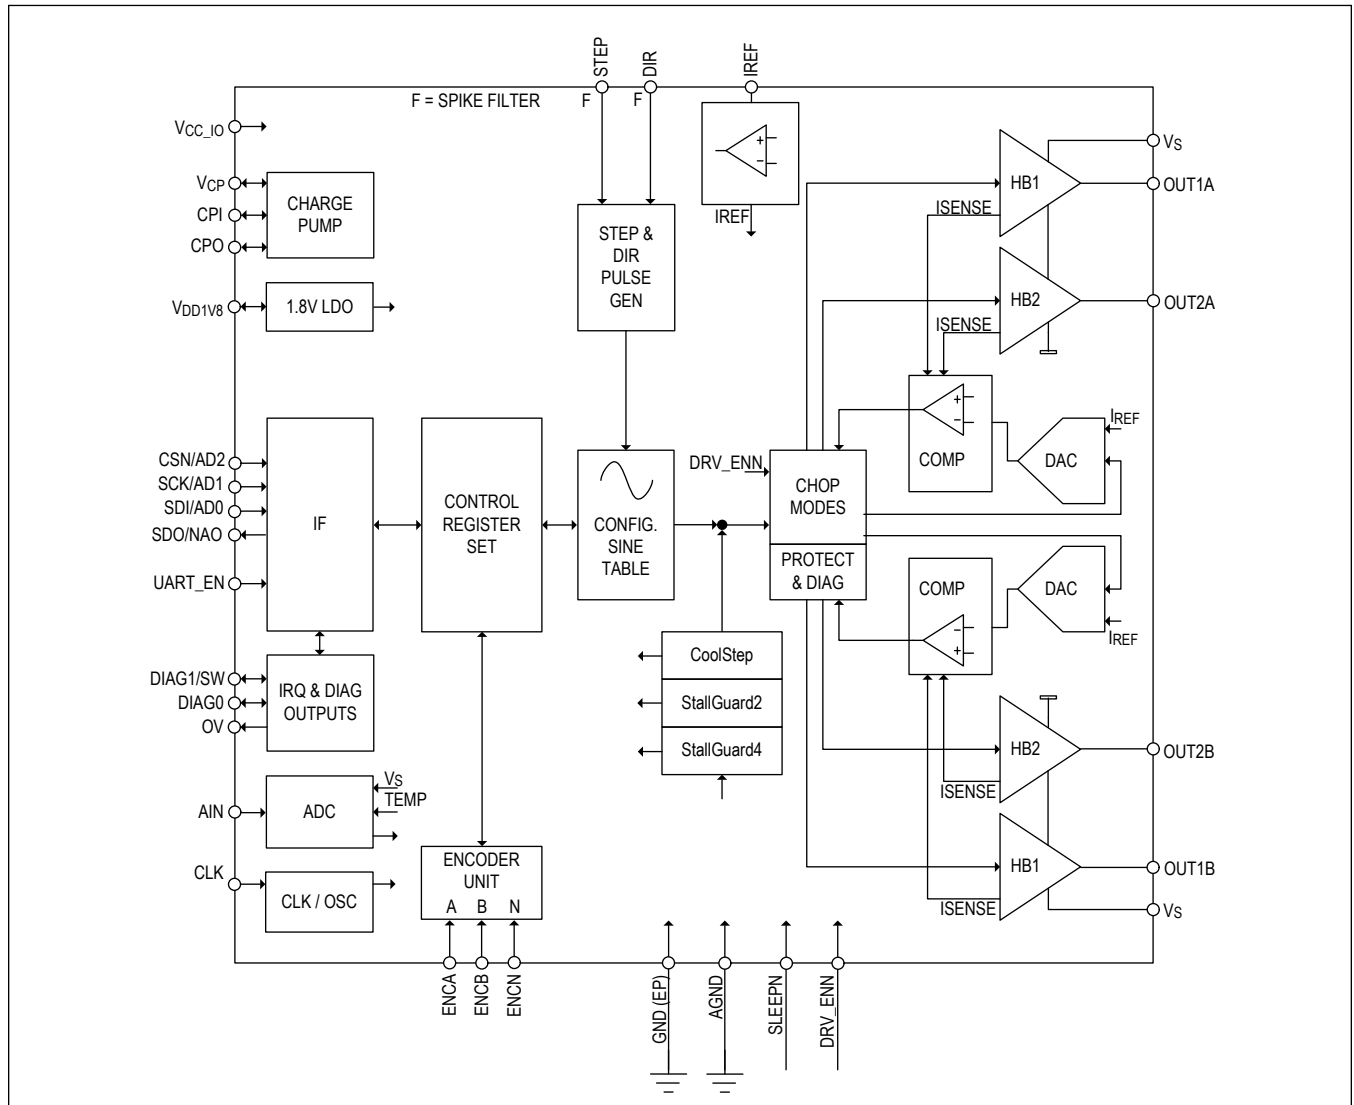 STEP
DIR
IREF
F = SPIKE FILTER
F
F
VCC_IO
VS
VCP
CPI
CPO
CHARGE
PUMP
HB1
OUT1A
ISENSE
IREF
STEP &
DIR
PULSE
GEN
VDD1V8
1.8V LDO
HB2
OUT2A
ISENSE
IREF
+
−
+
−
COMP
DAC
CSN/AD2
SCK/AD1
SDI/AD0
SDO/NAO
UART_EN
IF
CONTROL
REGISTER
SET
CONFIG.
SINE
TABLE
DRV_ENN
CHOP
MODES
PROTECT
& DIAG
COMP
−
+
DAC
IREF
DIAG1/SW
DIAG0
OV
IRQ & DIAG
OUTPUTS
CoolStep
StallGuard2
StallGuard4
HB2
OUT2B
ISENSE
AIN
ADC
VS
TEMP
CLK
CLK / OSC
ENCODER
UNIT
A B N
HB1
OUT1B
ISENSE
VS
ENCA
ENCB
ENCN
GND (EP)
AGND
SLEEPN
DRV_ENN